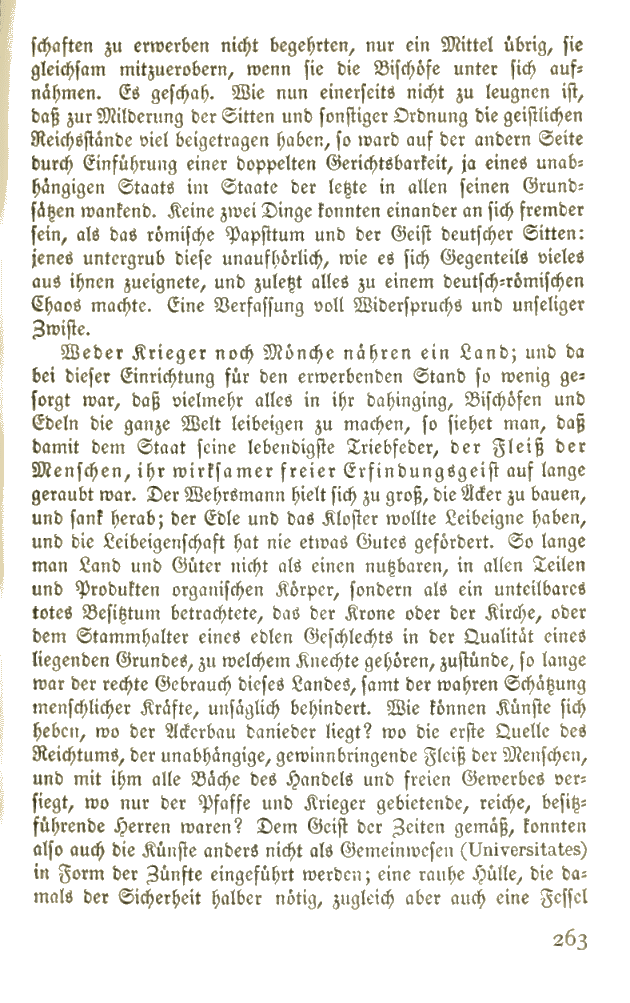 schaften zu erwerben nicht begehrten, nur ein Mittel übrig, sie
gleichsam mitzuerobern, wenn sie die Bischöfe unter sich auf-
nähmen. Es geschah. Wie nun einerseits nicht zu leugnen ist,
daß zur Milderung der Sitten und sonstiger Ordnung die geistlichen
Reichsstände viel beigetragen haben, so ward auf der andern Seite
durch Einführung einer doppelten Gerichtsbarkeit, ja eines unab-
hängigen Staats im Staate der letzte in allen seinen Grund-
sätzen wankend. Keine zwei Dinge konnten einander an sich fremder
sein, als das römische Papsttum und der Geist deutscher Sitten:
jenes untergrub diese unaufhörlich, wie es sich Gegenteils vieles
aus ihnen zueignete, und zuletzt alles zu einem deutsch-römischen
Chaos machte. Eine Verfassung voll Widerspruchs und unseliger
Zwiste.
Weder Krieger noch Mönche nähren ein Land; und da
bei dieser Einrichtung für den erwerbenden Stand so wenig ge-
sorgt war, daß vielmehr alles in ihr dahinging, Bischöfen und
Edeln die ganze Welt leibeigen zu machen, so siehet man, daß
damit dem Staat seine lebendigste Triebfeder, der Fleiß der
Menschen, ihr wirksamer freier Erfindungsgeist auf lange
geraubt war. Der Wehrsmann hielt sich zu groß, die Äcker zu bauen,
und sank herab; der Edle und das Kloster wollte Leibeigne haben,
und die Leibeigenschaft hat nie etwas Gutes gefördert. So lange
man Land und Güter nicht als einen nutzbaren, in allen Teilen
und Produkten organischen Körper, sondern als ein unteilbares
totes Besitztum betrachtete, das der Krone oder der Kirche, oder
dem Stammhalter eines edlen Geschlechts in der Qualität eines
liegenden Grundes, zu welchem Knechte gehören, zustünde, so lange
war der rechte Gebrauch dieses Landes, samt der wahren Schätzung
menschlicher Kräfte, unsäglich behindert. Wie können Künste sich
heben, wo der Ackerbau danieder liegt? wo die erste Quelle des
Reichtums, der unabhängige, gewinnbringende Fleiß der Menschen,
und mit ihm alle Bäche des Handels und freien Gewerbes ver-
siegt, wo nur der Pfaffe und Krieger gebietende, reiche, besitz-
führende Herren waren? Dem Geist der Zeiten gemäß, konnten
also auch die Künste anders nicht als Gemeinwesen (Universitates)
in Form der Zünfte eingeführt werden; eine rauhe Hülle, die da-
mals der Sicherheit halber nötig, zugleich aber auch eine Fessel
263